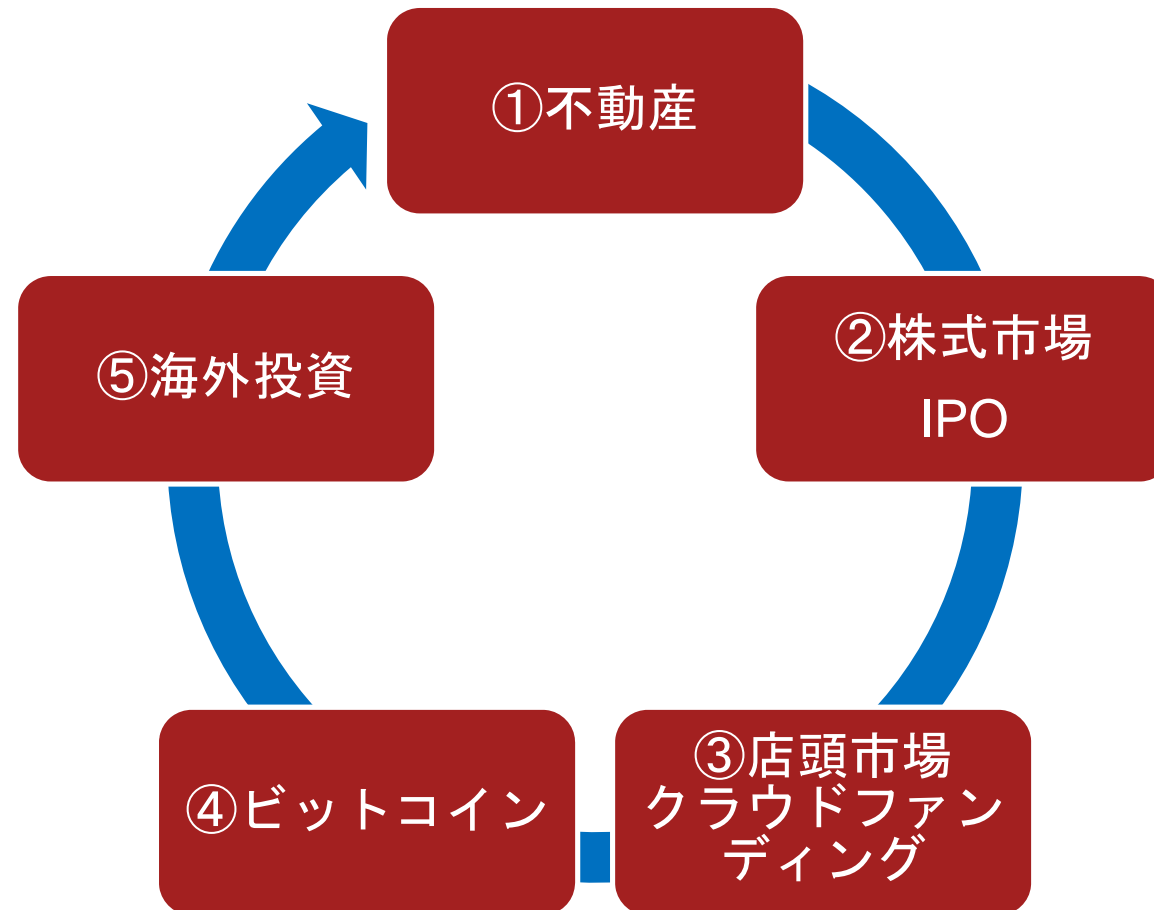 ①不動産
②株式市場
IPO
③店頭市場
クラウドファン
ディング
④ビットコイン
⑤海外投資